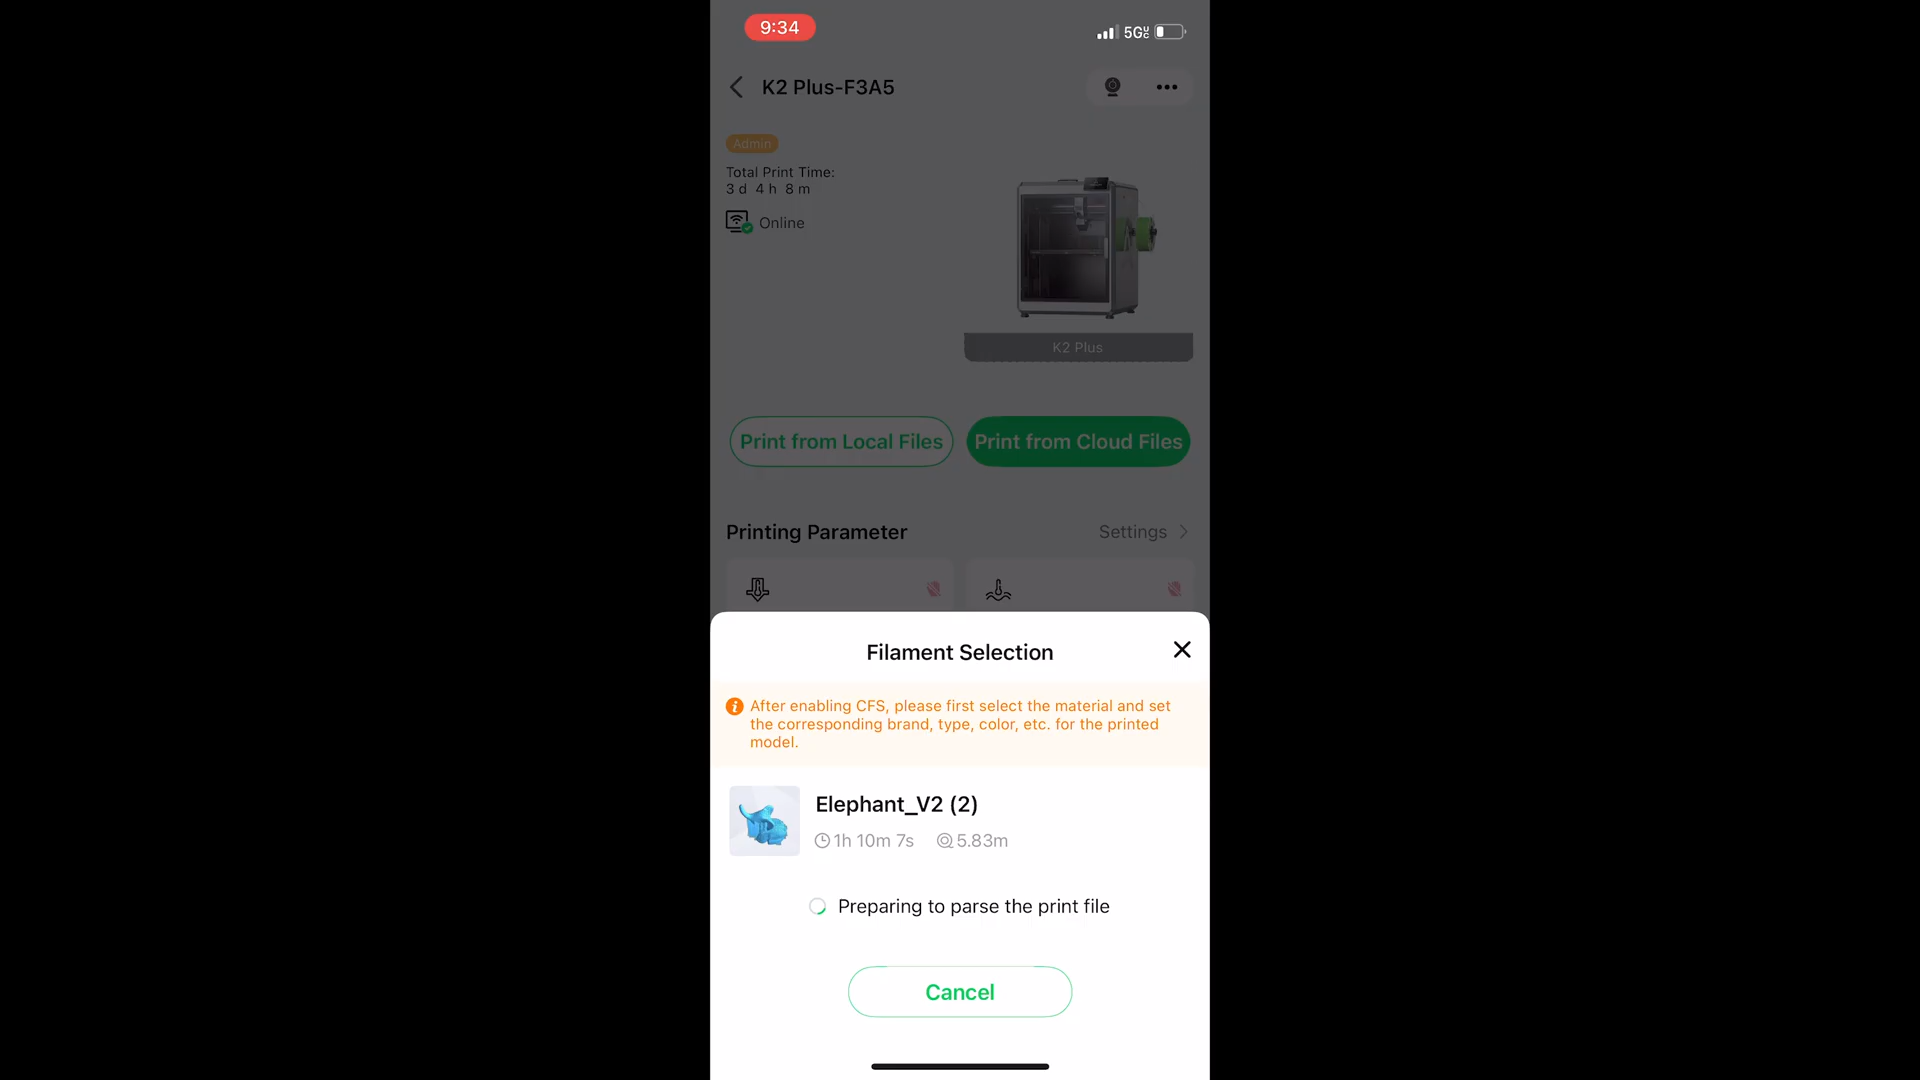 9:34
5G
K2 Plus-F3A5
Admin
Total Print Time:
3 d 4 h 8 m
Online
K2 Plus
Print from Local Files
Print from Cloud Files
Printing Parameter
Settings
Filament Selection
After enabling CFS, please first select the material and set
the corresponding brand, type, color, etc. for the printed
model.
Elephant_V2 (2)
1h 10m 7s
5.83m
Preparing to parse the print file
Cancel